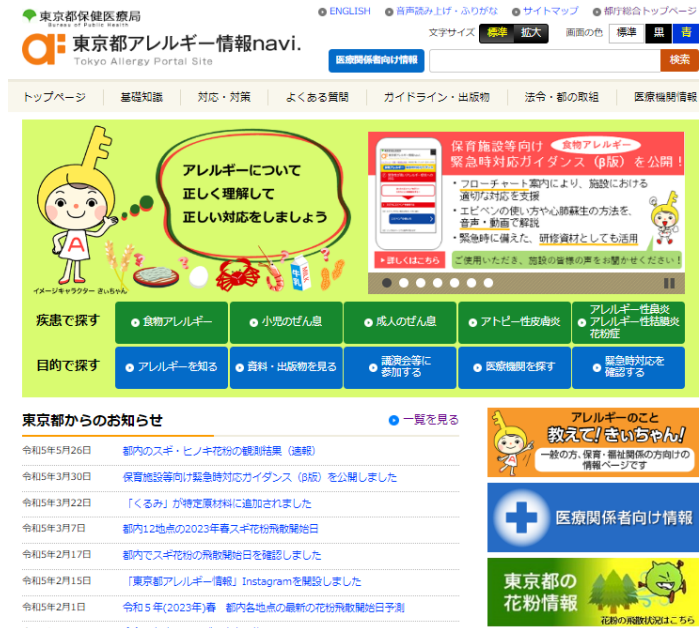 東京都保健医療局
Bureau of Public Health
ENGLISH 音声読み上げ・ふりがな サイトマップ 都庁総合トップページ
東京都アレルギー情報navi.
Tokyo Allergy Portal Site
文字サイズ 標準 拡大 画面の色 標準 黒 青
医療関係者向け情報 検索
トップページ 基礎知識 対応・対策 よくある質問 ガイドライン・出版物 法令・都の取組 医療機関情報
アレルギーについて
正しく理解して
正しい対応をしましょう
A
牛乳
MILK
イメージキャラクター きぃちゃん
保育施設等向け 食物アレルギー
緊急時対応ガイダンス（β版）を公開！
・フローチャート案内により、施設における
適切な対応を支援
・エピペンの使い方や心肺蘇生の方法を、
音声・動画で解説
・緊急時に備えた、研修資材としても活用
詳しくはこちら
ご使用いただき、施設の皆様の声をお聞かせください！
疾患で探す 食物アレルギー 小児のぜん息 成人のぜん息 アトピー性皮膚炎 アレルギー性鼻炎
アレルギー性結膜炎
花粉症
目的で探す アレルギーを知る 資料・出版物を見る 講演会等に
参加する 医療機関を探す 緊急時対応を
確認する
東京都からのお知らせ 一覧を見る
令和5年5月26日 都内のスギ・ヒノキ花粉の観測結果（速報）
令和5年3月30日 保育施設等向け緊急時対応ガイダンス（β版）を公開しました
令和5年3月22日 「くるみ」が特定原材料に追加されました
令和5年3月7日 都内12地点の2023年春スギ花粉飛散開始日
令和5年2月17日 都内でスギ花粉の飛散開始日を確認しました
令和5年2月15日 「東京都アレルギー情報」Instagramを開設しました
令和5年2月1日 令和５年(2023年)春 都内各地点の最新の花粉飛散開始日予測
アレルギーのこと
教えて!きぃちゃん!
一般の方、保育・福祉関係の方向けの
情報ページです
医療関係者向け情報
東京都の
花粉情報
花粉の飛散状況はこちら